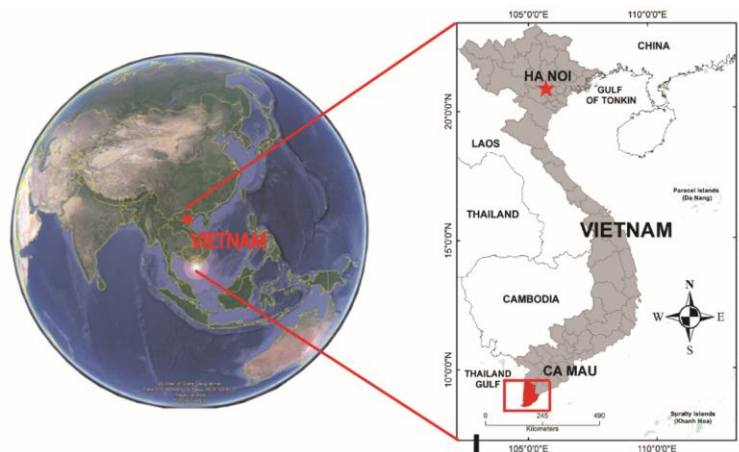 VIETNAM
105°0'0"E
110°0'0"E
CHINA
HA NOI
GULF
OF TONKIN
20°0'0"N
LAOS
Paracel Islands
(Da Nang)
THAILAND
VIETNAM
15°0'0"N
CAMBODIA
N
W
E
S
10°0'0"N
THAILAND
GULF
CA MAU
0
245
490
Kilometers
Spratly Islands
(Khanh Hoa)
105°0'0"E
110°0'0"E